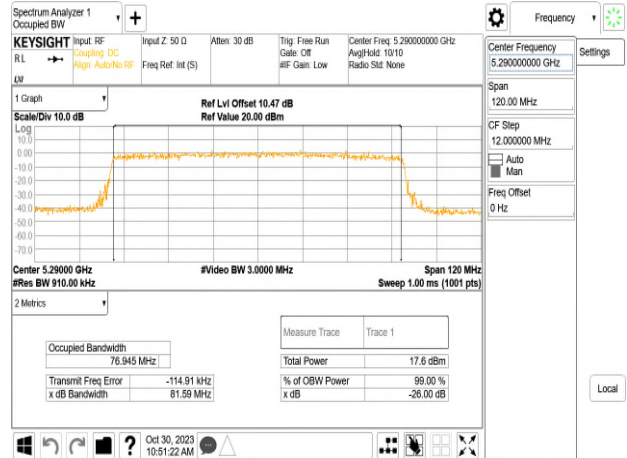 Spectrum Analyzer 1
Occupied BW
Frequency
KEYSIGHT Input: RF Input Z: 50 Ω Atten: 30 dB Trig: Free Run Center Freq: 5.290000000 GHz
RL Coupling: DC Gate: Off Avg|Hold: 10/10
Align: Auto/No RF Freq Ref: Int (S) #IF Gain: Low Radio Std: None
Center Frequency
5.290000000 GHz
Settings
Span
120.00 MHz
CF Step
12.000000 MHz
Auto
Man
Freq Offset
0 Hz
Local
1 Graph
Ref Lvl Offset 10.47 dB
Scale/Div 10.0 dB Ref Value 20.00 dBm
Log
10.0
0.00
-10.0
-20.0
-30.0
-40.0
-50.0
-60.0
-70.0
Center 5.29000 GHz #Video BW 3.0000 MHz Span 120 MHz
#Res BW 910.00 kHz Sweep 1.00 ms (1001 pts)
2 Metrics
Measure Trace Trace 1
Occupied Bandwidth
76.945 MHz
Total Power 17.6 dBm
Transmit Freq Error -114.91 kHz % of OBW Power 99.00 %
x dB Bandwidth 81.59 MHz x dB -26.00 dB
? Oct 30, 2023
10:51:22 AM